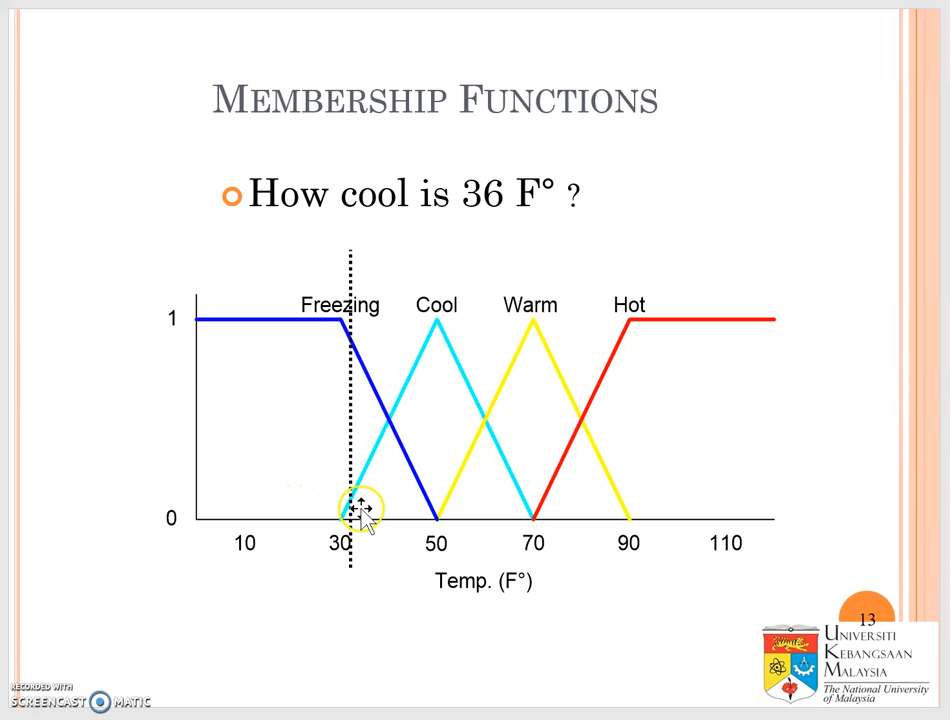 MEMBERSHIP FUNCTIONS
How cool is 36 F° ?
Freezing Cool Warm Hot
1
0
10 30 50 70 90 110
Temp. (F°)
13
UNIVERSITI
KEBANGSAAN
MALAYSIA
The National University
of Malaysia
RECORDED WITH
SCREENCAST MATIC